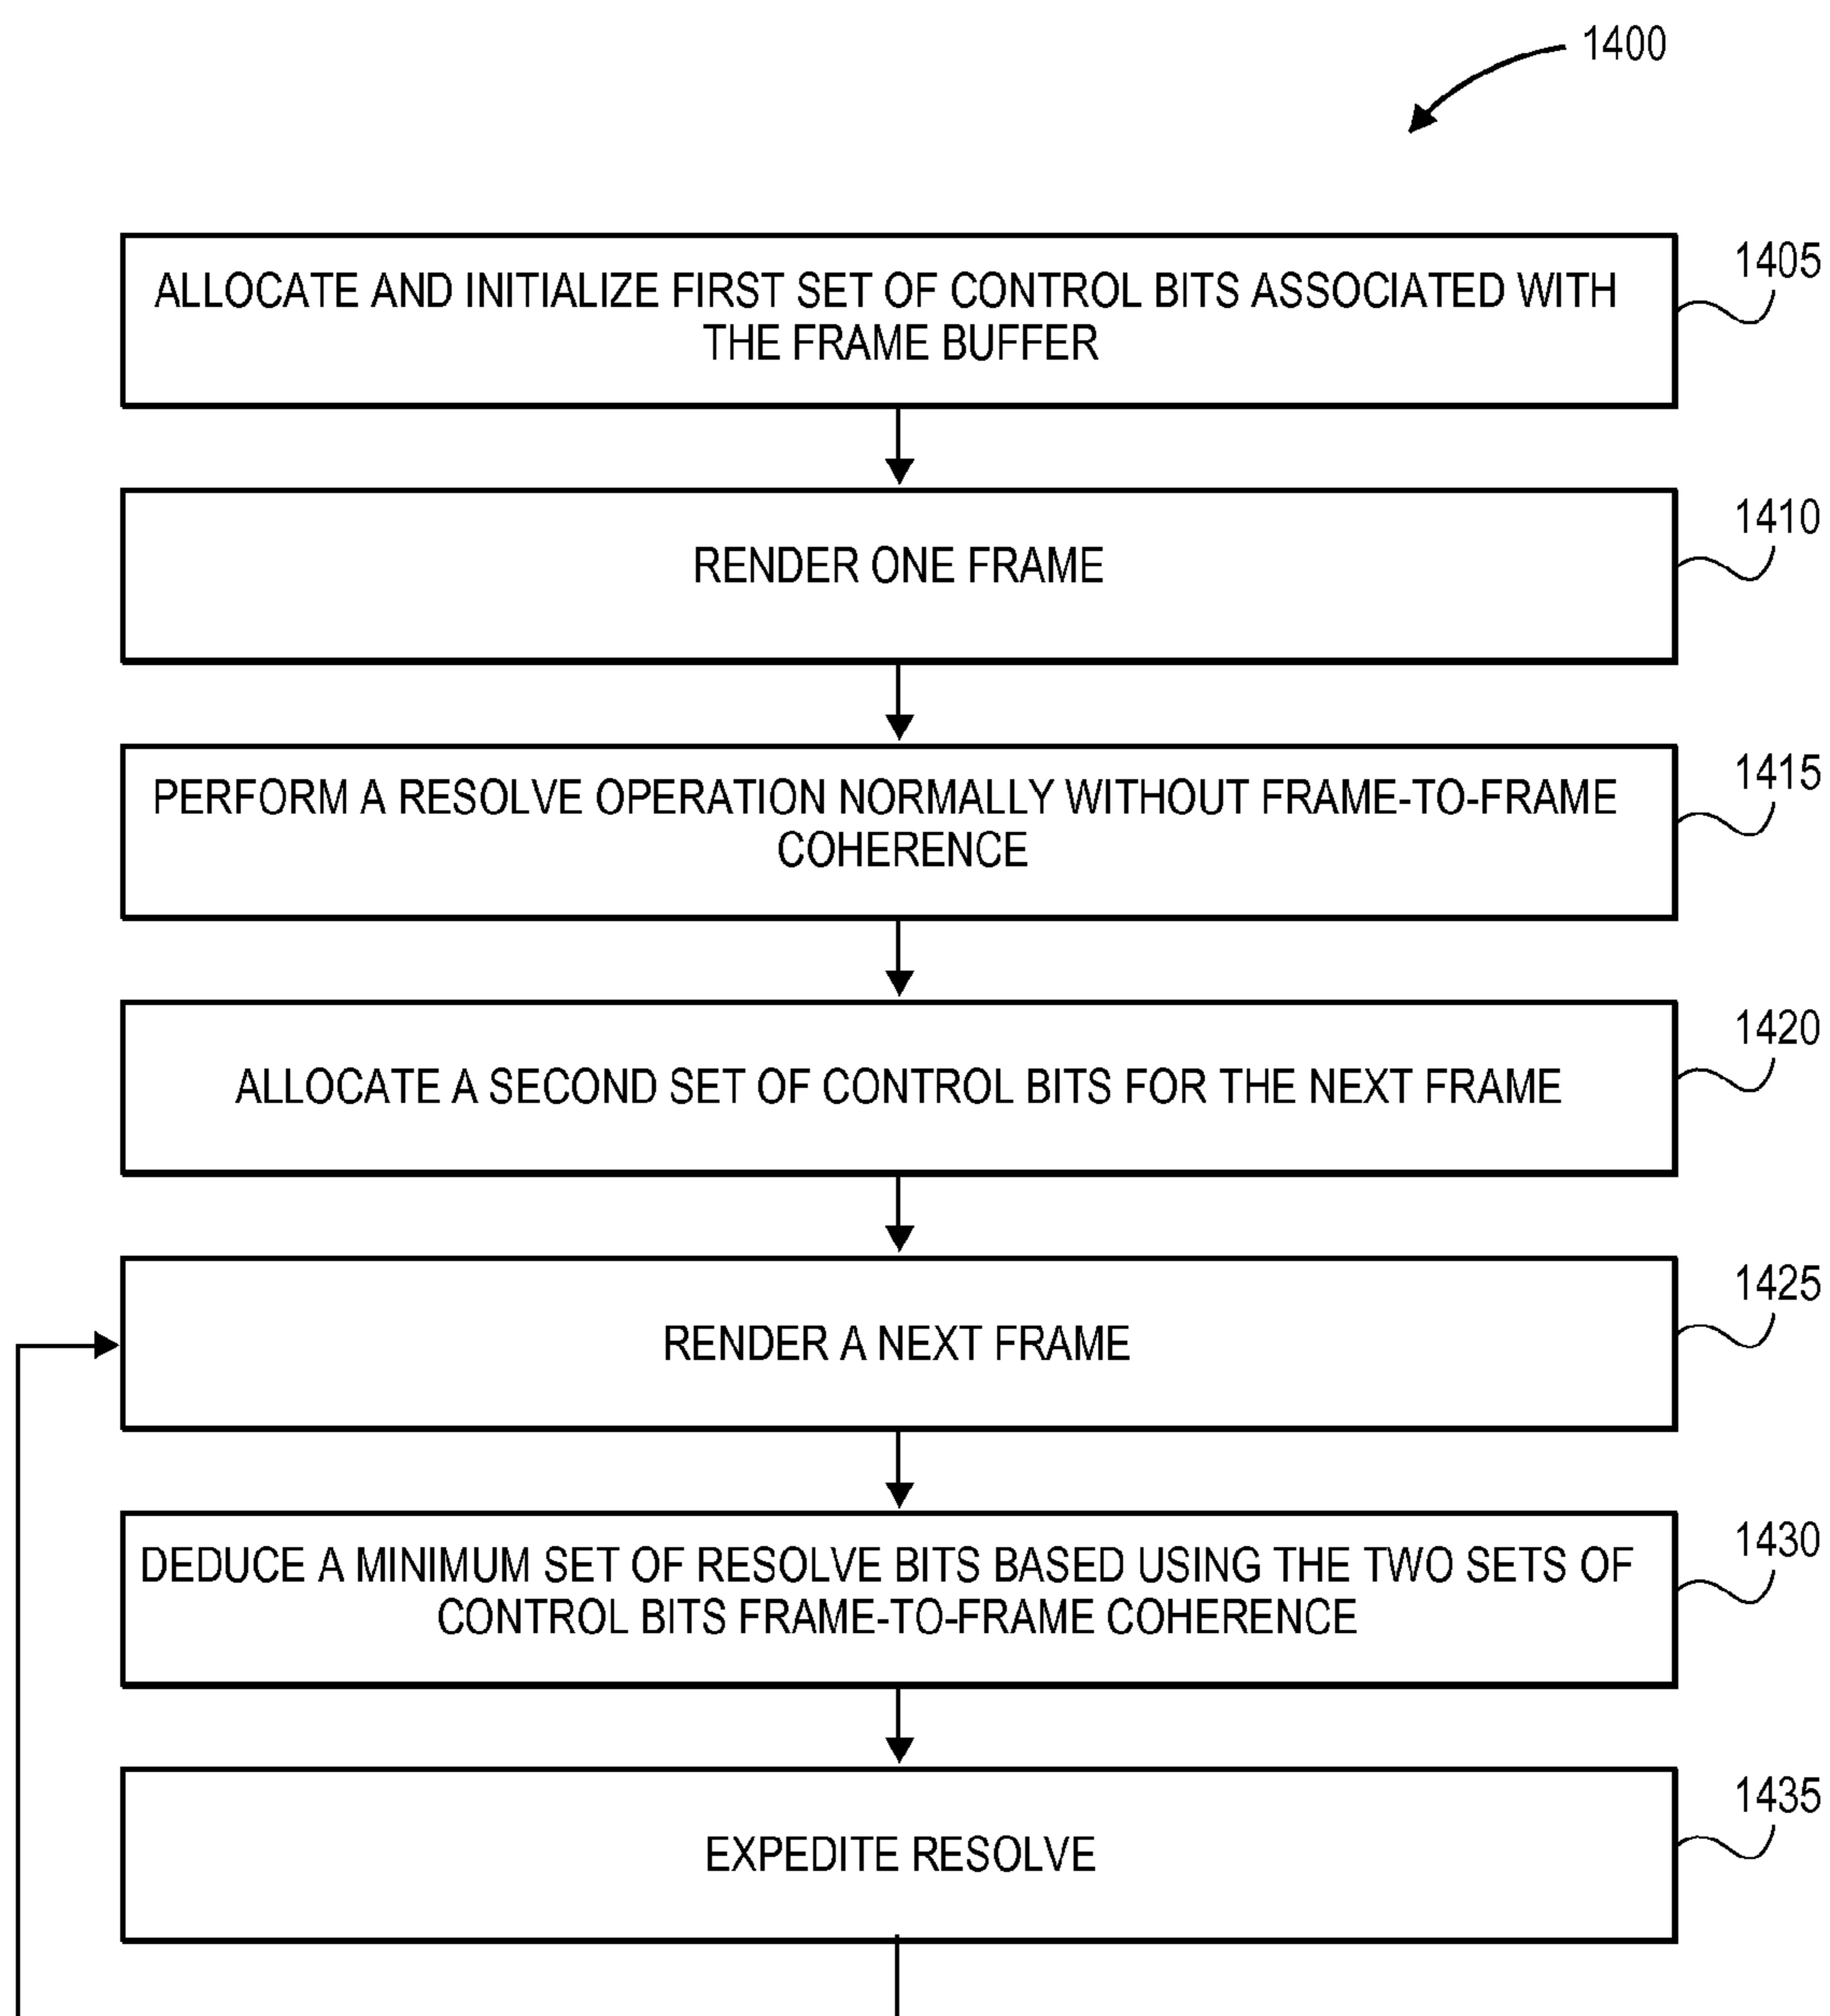 1400
ALLOCATE AND INITIALIZE FIRST SET OF CONTROL BITS ASSOCIATED WITH
THE FRAME BUFFER
1405
RENDER ONE FRAME
1410
PERFORM A RESOLVE OPERATION NORMALLY WITHOUT FRAME-TO-FRAME
COHERENCE
1415
ALLOCATE A SECOND SET OF CONTROL BITS FOR THE NEXT FRAME
1420
RENDER A NEXT FRAME
1425
DEDUCE A MINIMUM SET OF RESOLVE BITS BASED USING THE TWO SETS OF
CONTROL BITS FRAME-TO-FRAME COHERENCE
1430
EXPEDITE RESOLVE
1435